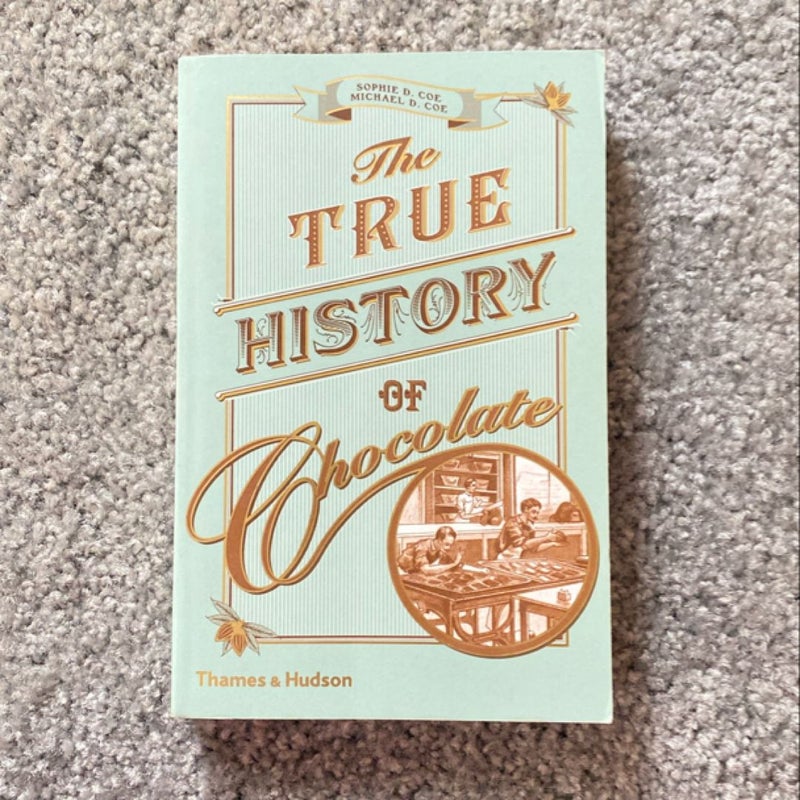 SOPHIE D. COE
MICHAEL D. COE
The
TRUE
HISTORY
OF
Chocolate
Thames & Hudson